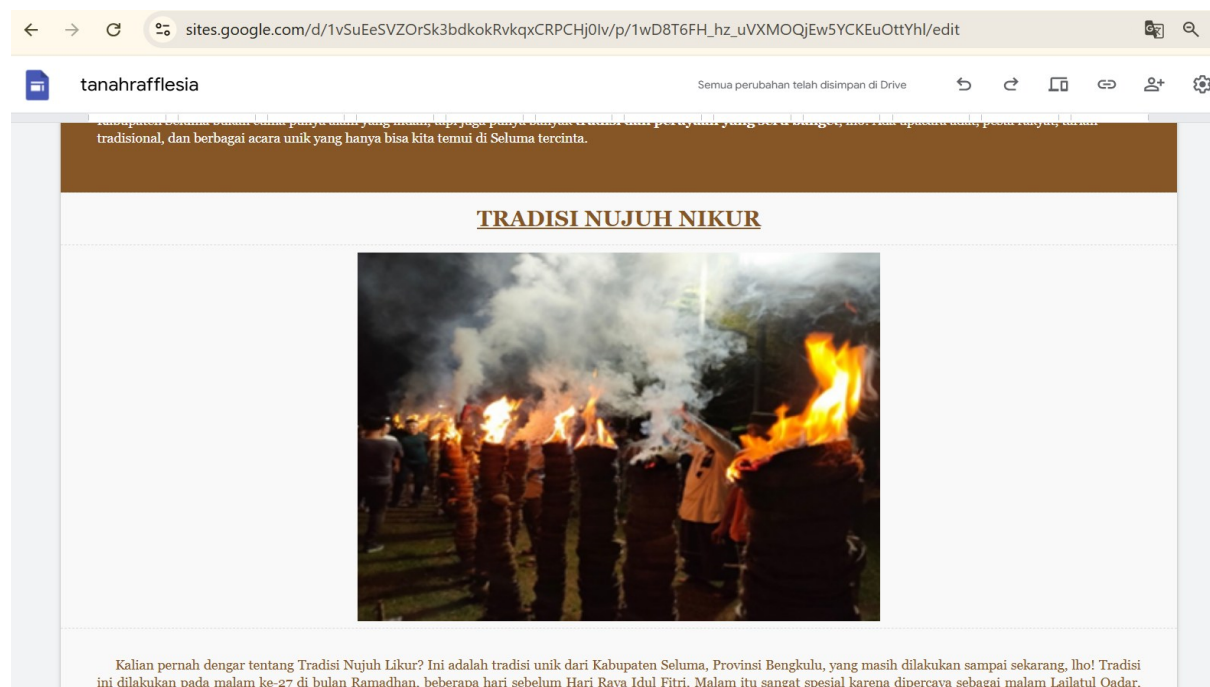 sites.google.com/d/1vSuEeSVZOrSk3bdkokRvkqxCRPCHj0lv/p/1wD8T6FH_hz_uVXMOQjEw5YCKEuOttYhl/edit
tanahrafflesia
Semua perubahan telah disimpan di Drive
tradisional, dan berbagai acara unik yang hanya bisa kita temui di Seluma tercinta.
TRADISI NUJUH NIKUR
Kalian pernah dengar tentang Tradisi Nujuh Likur? Ini adalah tradisi unik dari Kabupaten Seluma, Provinsi Bengkulu, yang masih dilakukan sampai sekarang, lho! Tradisi
ini dilakukan pada malam ke-27 di bulan Ramadhan, beberapa hari sebelum Hari Raya Idul Fitri. Malam itu sangat spesial karena dipercaya sebagai malam Lailatul Qadar,